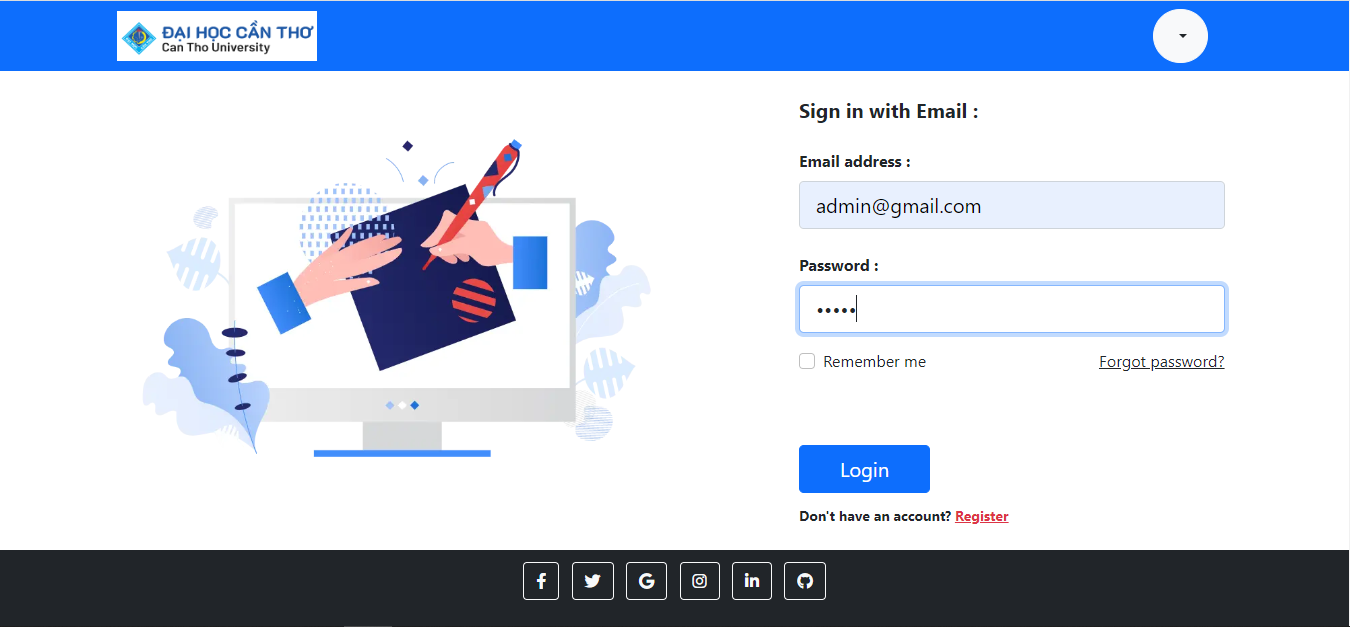 ĐẠI HỌC CẦN THƠ
Can Tho University
Sign in with Email :
Email address :
admin@gmail.com
Password :
•••••
Remember me
Forgot password?
Login
Don't have an account? Register